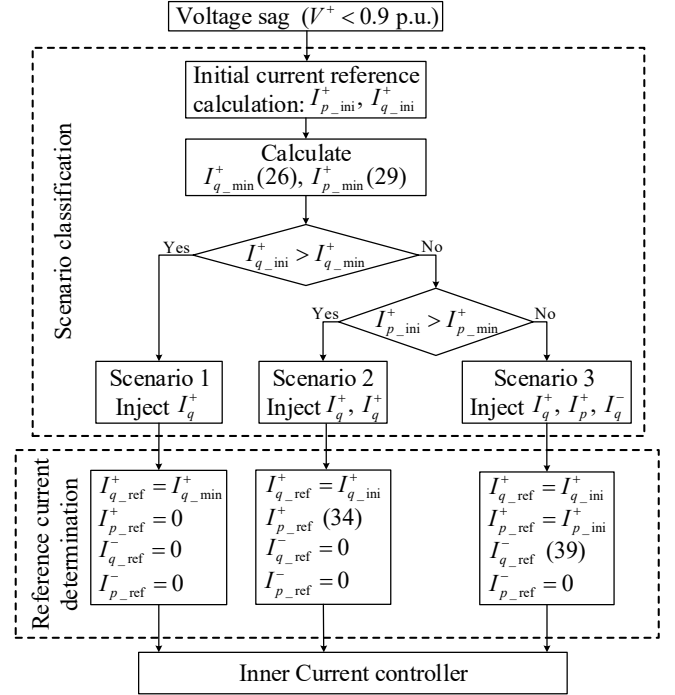 Voltage sag (V⁺ < 0.9 p.u.)
Scenario classification
Initial current reference
calculation: I⁺p_ini, I⁺q_ini
Calculate
I⁺q_min (26), I⁺p_min (29)
Yes
I⁺q_ini > I⁺q_min
No
Yes
I⁺p_ini > I⁺p_min
No
Scenario 1
Inject I⁺q
Scenario 2
Inject I⁺q, I⁺q
Scenario 3
Inject I⁺q, I⁺p, I⁻q
Reference current
determination
I⁺q_ref = I⁺q_min
I⁺p_ref = 0
I⁻q_ref = 0
I⁻p_ref = 0
I⁺q_ref = I⁺q_ini
I⁺p_ref (34)
I⁻q_ref = 0
I⁻p_ref = 0
I⁺q_ref = I⁺q_ini
I⁺p_ref = I⁺p_ini
I⁻q_ref (39)
I⁻p_ref = 0
Inner Current controller